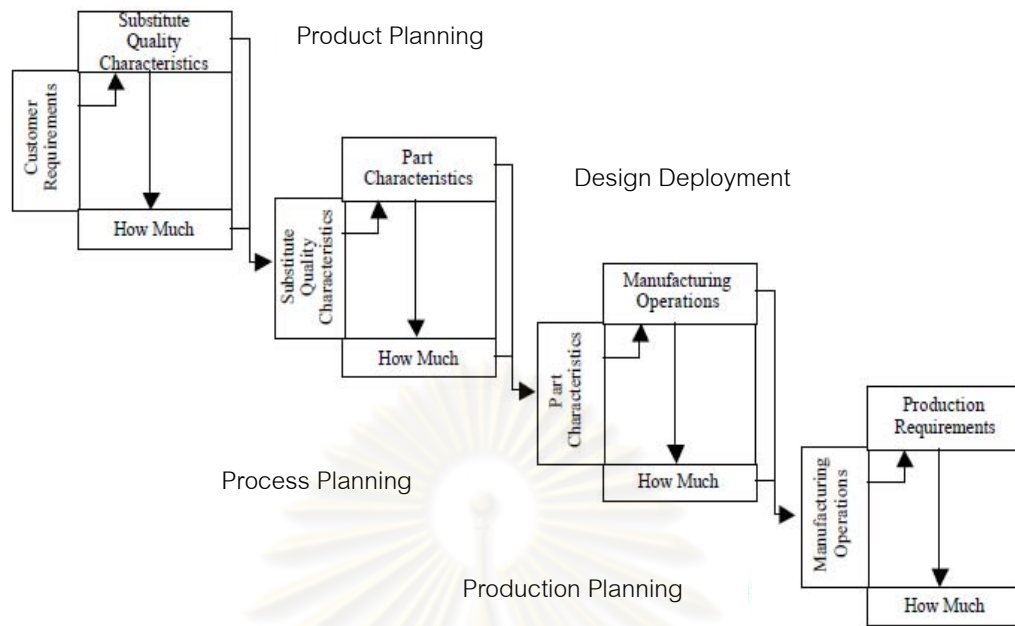 Substitute
Quality
Characteristics
Product Planning
Customer
Requirements
How Much
Part
Characteristics
Design Deployment
Substitute
Quality
Characteristics
How Much
Manufacturing
Operations
Part
Characteristics
How Much
Process Planning
Production
Requirements
Manufacturing
Operations
How Much
Production Planning